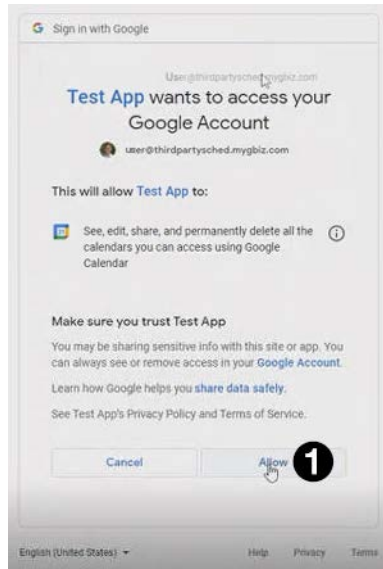 Sign in with Google
User@thirdpartysched.mygbiz.com
Test App wants to access your
Google Account
user@thirdpartysched.mygbiz.com
This will allow Test App to:
See, edit, share, and permanently delete all the
calendars you can access using Google
Calendar
Make sure you trust Test App
You may be sharing sensitive info with this site or app. You
can always see or remove access in your Google Account.
Learn how Google helps you share data safely.
See Test App's Privacy Policy and Terms of Service.
Cancel Allow 1
English (United States) Help Privacy Terms